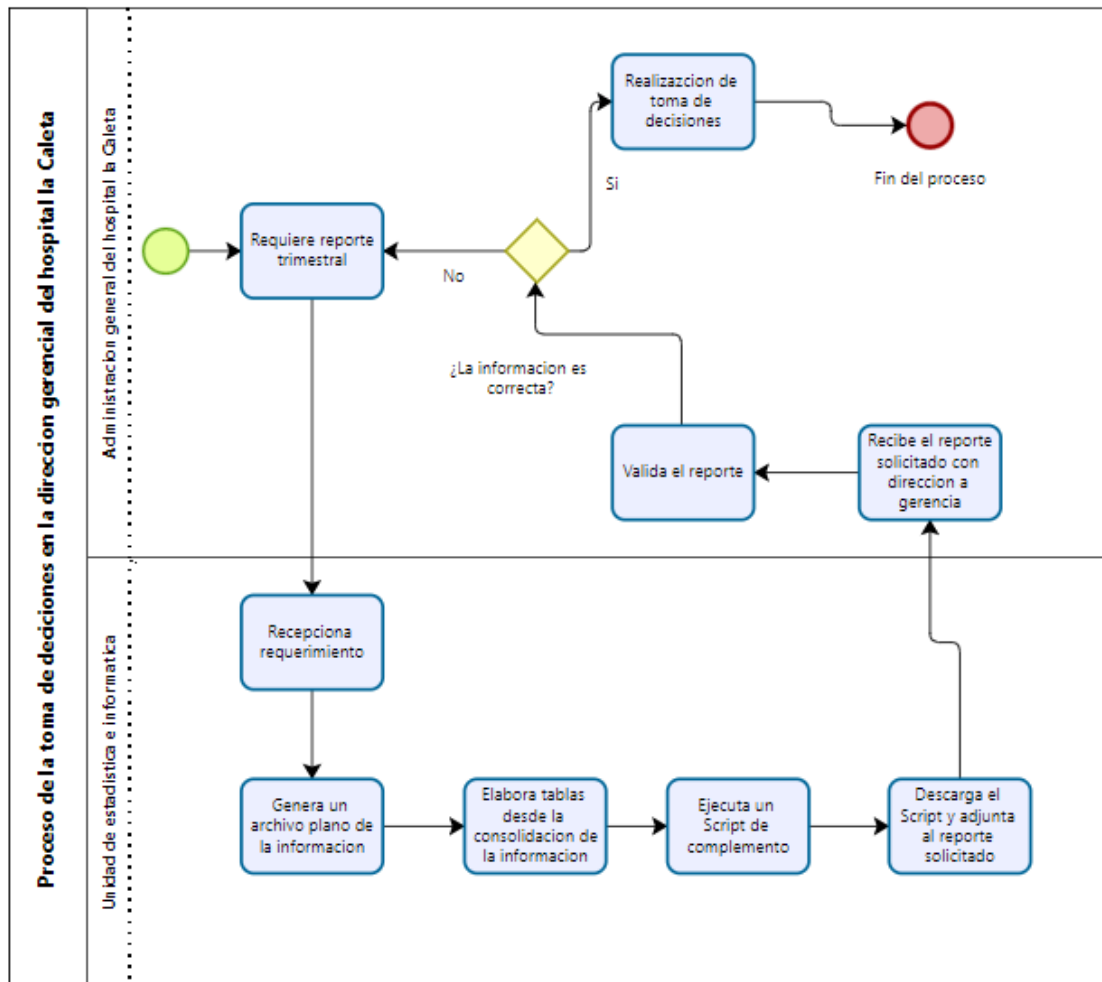 Proceso de la toma de deciciones en la direccion gerencial del hospital la Caleta
Administracion general del hospital la Caleta
Realizazcion de
toma de
decisiones
Fin del proceso
Si
Requiere reporte
trimestral
No
¿La informacion es
correcta?
Valida el reporte
Recibe el reporte
solicitado con
direccion a
gerencia
Unidad de estadistica e informatica
Recepciona
requerimiento
Genera un
archivo plano de
la informacion
Elabora tablas
desde la
consolidacion de
la informacion
Ejecuta un
Script de
complemento
Descarga el
Script y adjunta
al reporte
solicitado